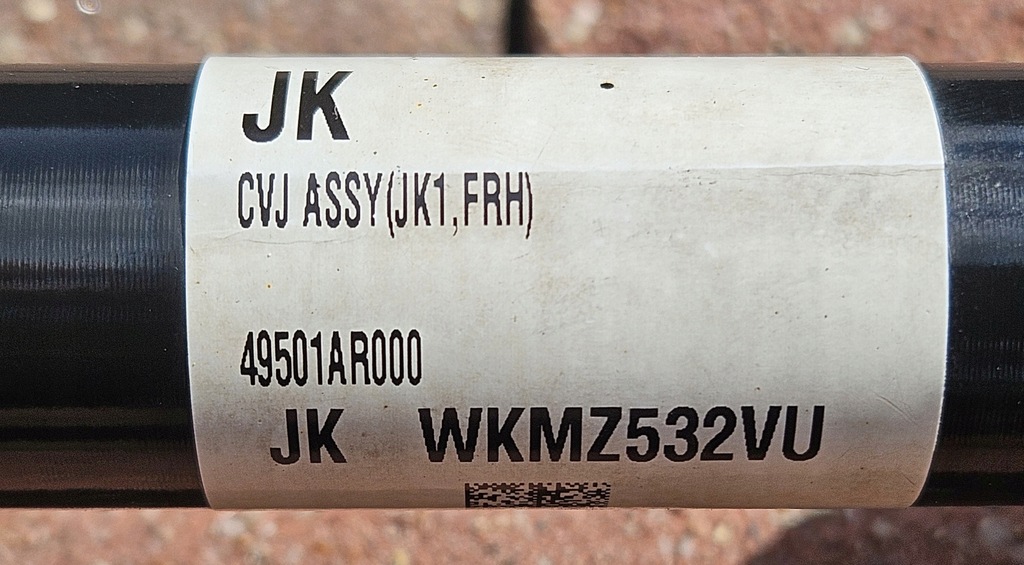 JK
CVJ ASSY(JK1,FRH)
49501AR000
JK WKMZ532VU